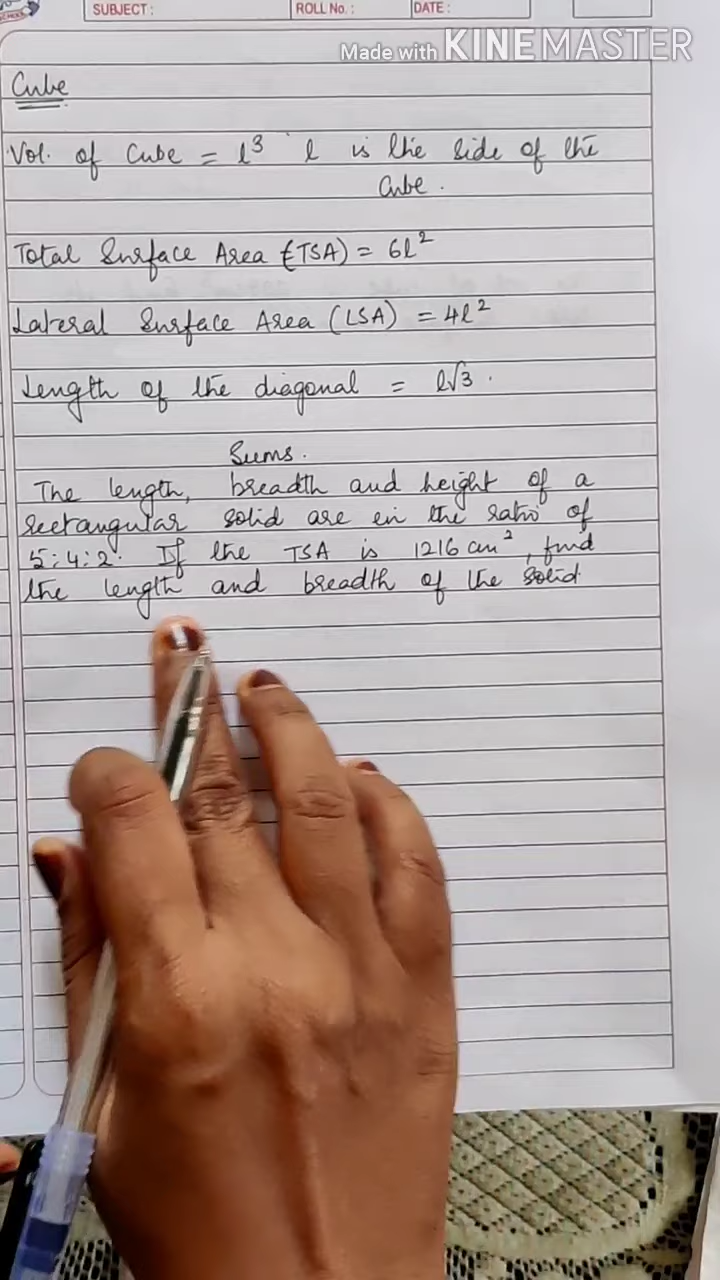 SUBJECT :
ROLL No. :
DATE :
Made with KINEMASTER
Cube
Vol. of Cube = l³ l is the side of the
Cube.
Total Surface Area (TSA) = 6l²
Lateral Surface Area (LSA) = 4l²
Length of the diagonal = l√3.
Sums.
The length, breadth and height of a
rectangular solid are in the ratio of
5:4:2. If the TSA is 1216 cm², find
the length and breadth of the solid